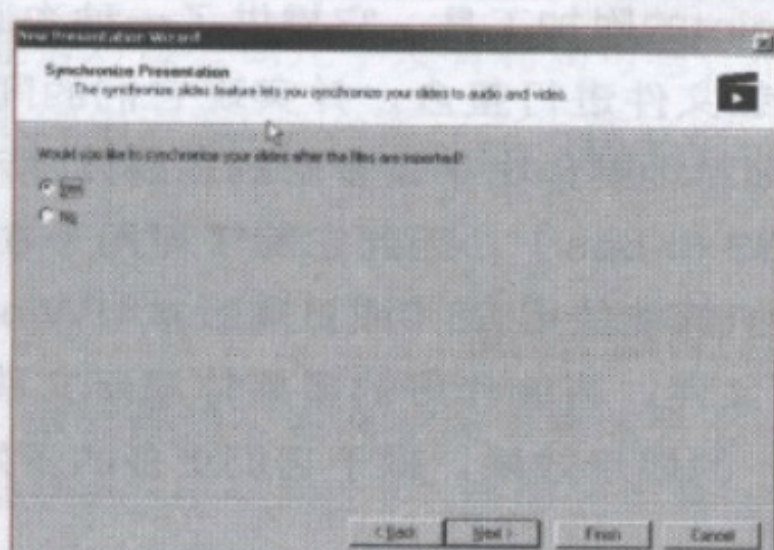 New Presentation Wizard
Synchronize Presentation
The synchronize slides feature lets you synchronize your slides to audio and video.
Would you like to synchronize your slides after the files are imported?
Yes
No
< Back
Next >
Finish
Cancel